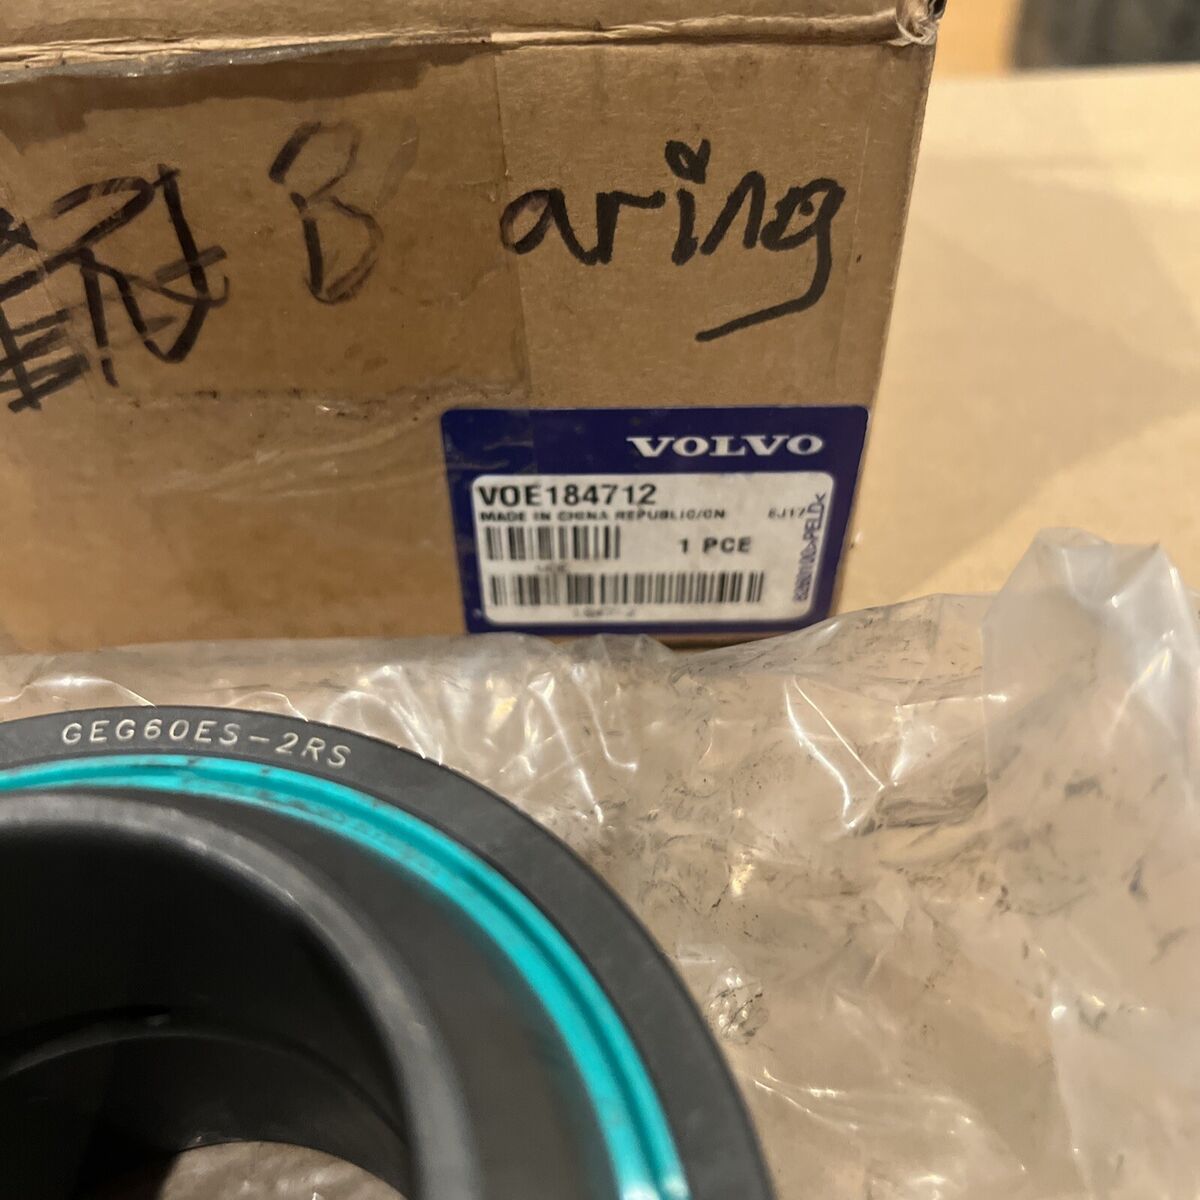 B aring
VOLVO
VOE184712
MADE IN CHINA REPUBLIC/CN
1 PCE
GEG60ES-2RS